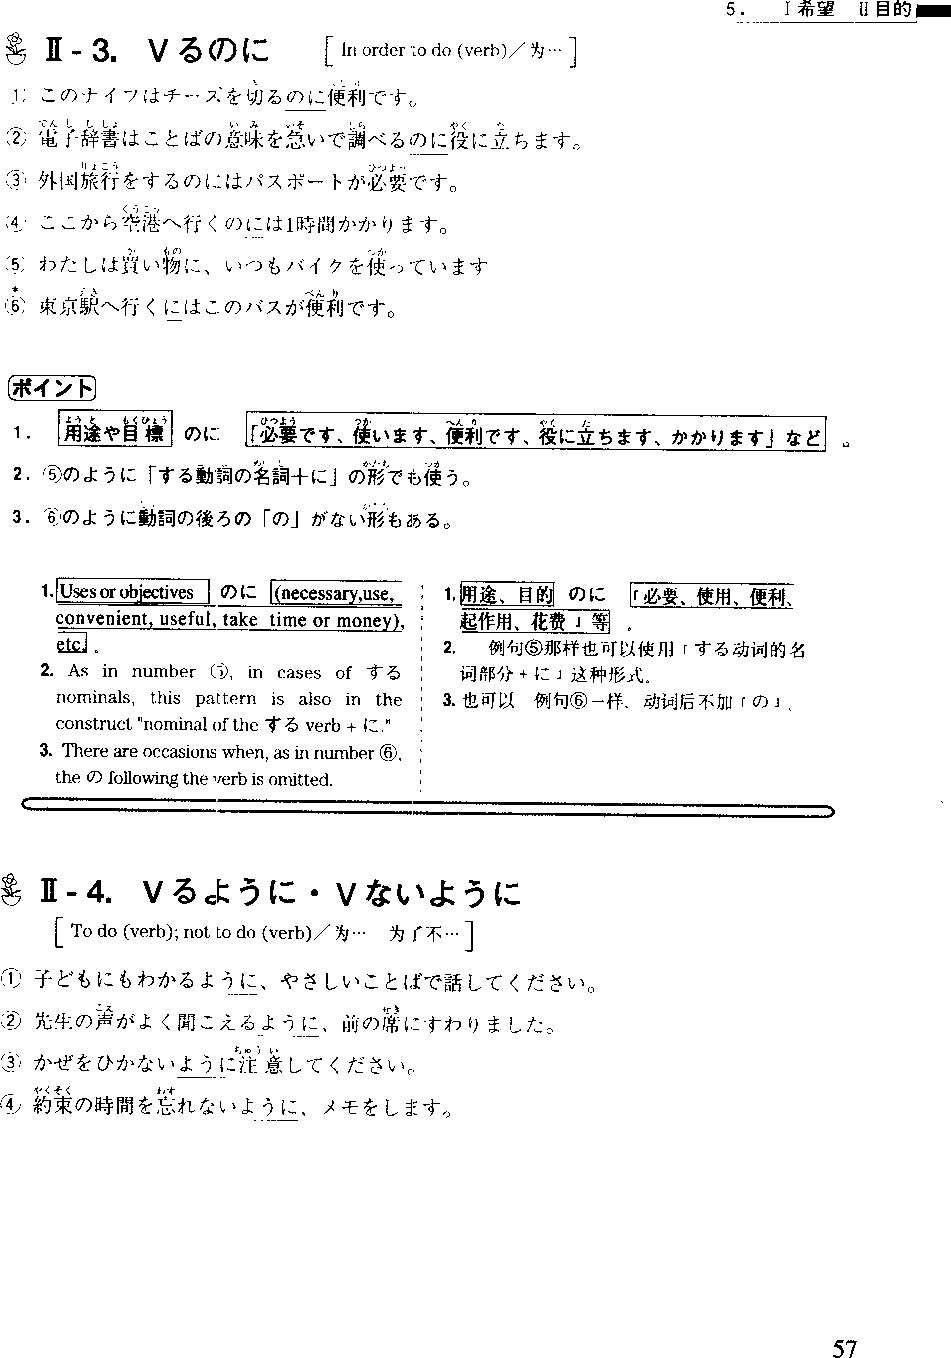 5. Ⅰ希望 Ⅱ目的
Ⅱ-3. Vるのに [In order to do (verb)／为…]
① このナイフはチーズを切るのに便利です。
② 電子辞書はことばの意味を急いで調べるのに役に立ちます。
③ 外国旅行をするのにはパスポートが必要です。
④ ここから空港へ行くのには1時間かかります。
⑤ わたしは買い物に、いつもバイクを使っています
*⑥ 東京駅へ行くにはこのバスが便利です。
ポイント
1. 用途や目標 のに 「必要です、使います、便利です、役に立ちます、かかります」など 。
2. ⑤のように「する動詞の名詞＋に」の形でも使う。
3. ⑥のように動詞の後ろの「の」がない形もある。
1. Uses or objectives のに (necessary,use,
convenient, useful, take time or money),
etc .
2. As in number ⑤, in cases of する
nominals, this pattern is also in the
construct "nominal of the する verb + に."
3. There are occasions when, as in number ⑥,
the の following the verb is omitted.
1. 用途、目的 のに 「必要、使用、便利、
起作用、花费」等 .
2. 例句⑤那样也可以使用「する动词的名
词部分+に」这种形式.
3. 也可以 例句⑥一样、动词后不加「の」.
Ⅱ-4. Vるように・Vないように
[To do (verb); not to do (verb)／为… 为了不…]
① 子どもにもわかるように、やさしいことばで話してください。
② 先生の声がよく聞こえるように、前の席にすわりました。
③ かぜをひかないように注意してください。
④ 約束の時間を忘れないように、メモをします。
57